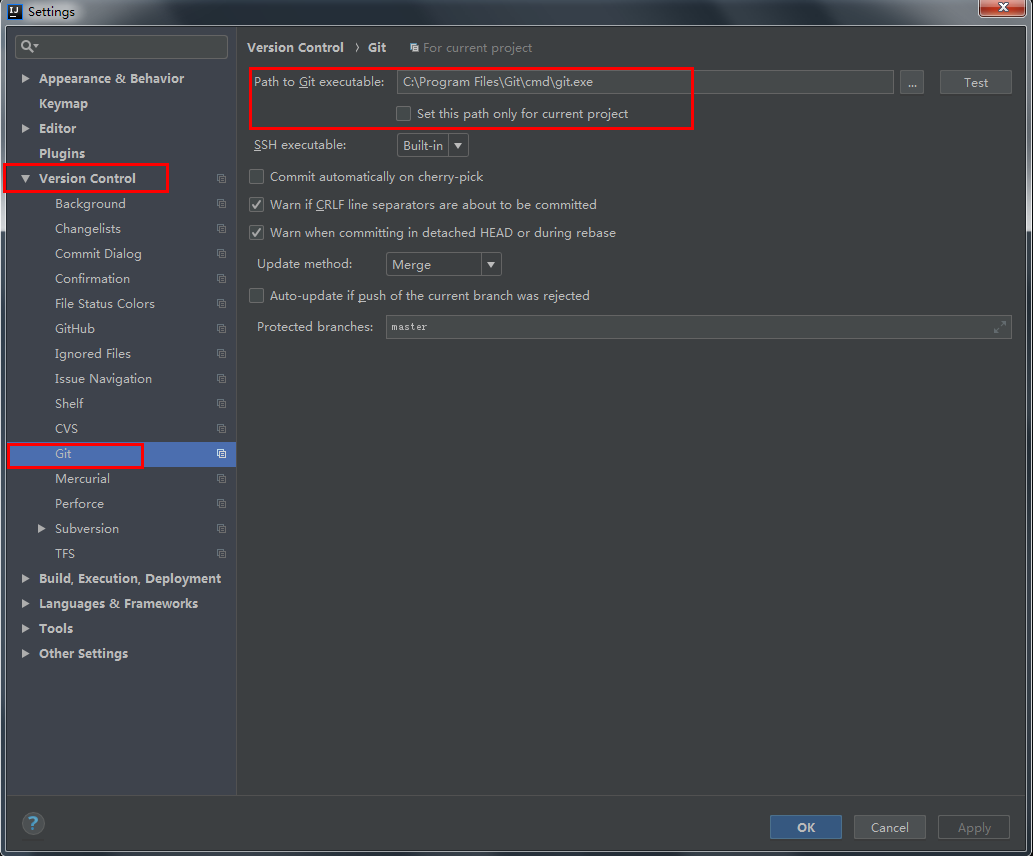 IJ Settings
Version Control › Git For current project
Appearance & Behavior
Keymap
Editor
Plugins
Version Control
Background
Changelists
Commit Dialog
Confirmation
File Status Colors
GitHub
Ignored Files
Issue Navigation
Shelf
CVS
Git
Mercurial
Perforce
Subversion
TFS
Build, Execution, Deployment
Languages & Frameworks
Tools
Other Settings
Path to Git executable: C:\Program Files\Git\cmd\git.exe ... Test
Set this path only for current project
SSH executable: Built-in
Commit automatically on cherry-pick
Warn if CRLF line separators are about to be committed
Warn when committing in detached HEAD or during rebase
Update method: Merge
Auto-update if push of the current branch was rejected
Protected branches: master
? OK Cancel Apply